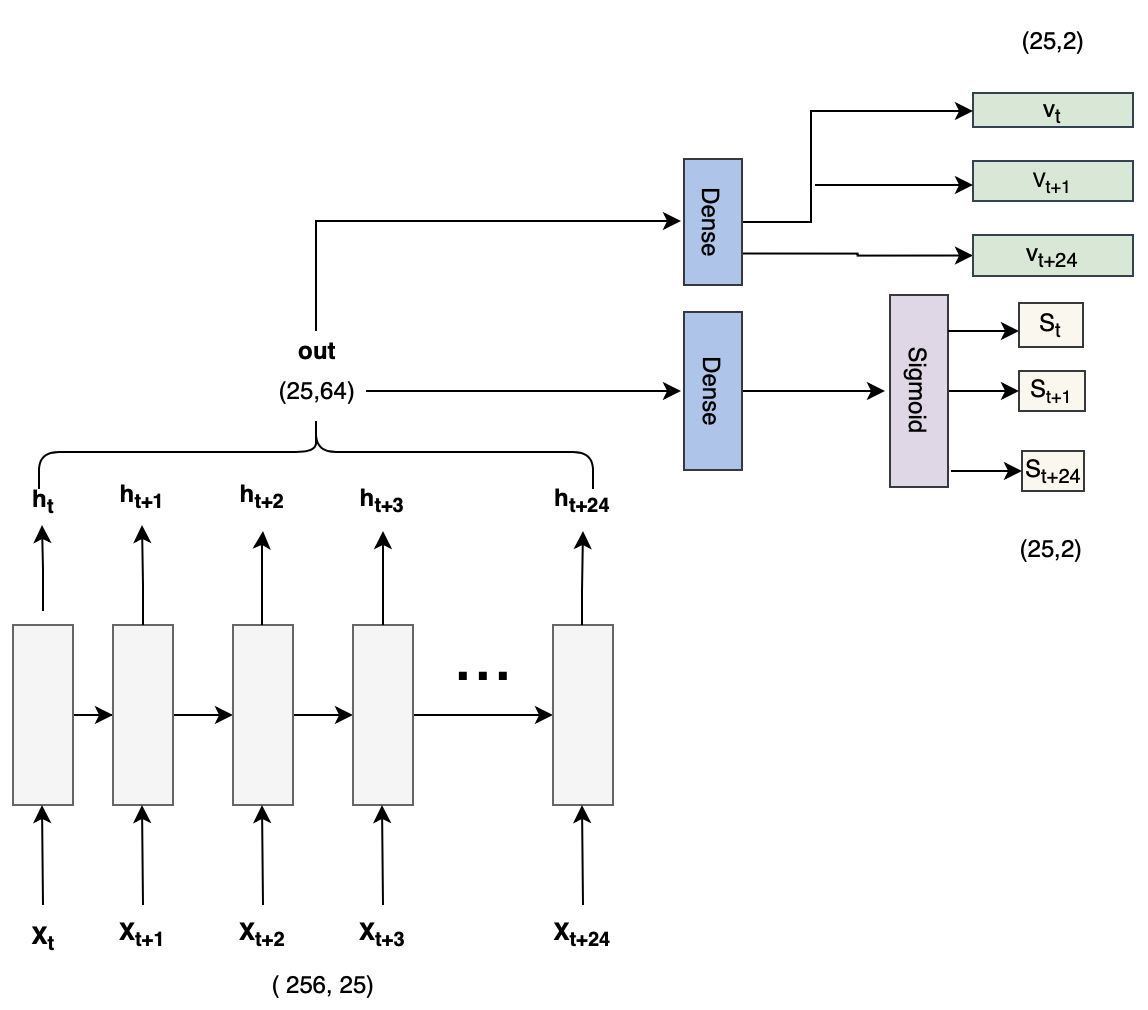 (25,2)
vt
vt+1
vt+24
Dense
Dense
Sigmoid
St
St+1
St+24
(25,2)
out
(25,64)
ht
ht+1
ht+2
ht+3
ht+24
...
Xt
Xt+1
Xt+2
Xt+3
Xt+24
( 256, 25)